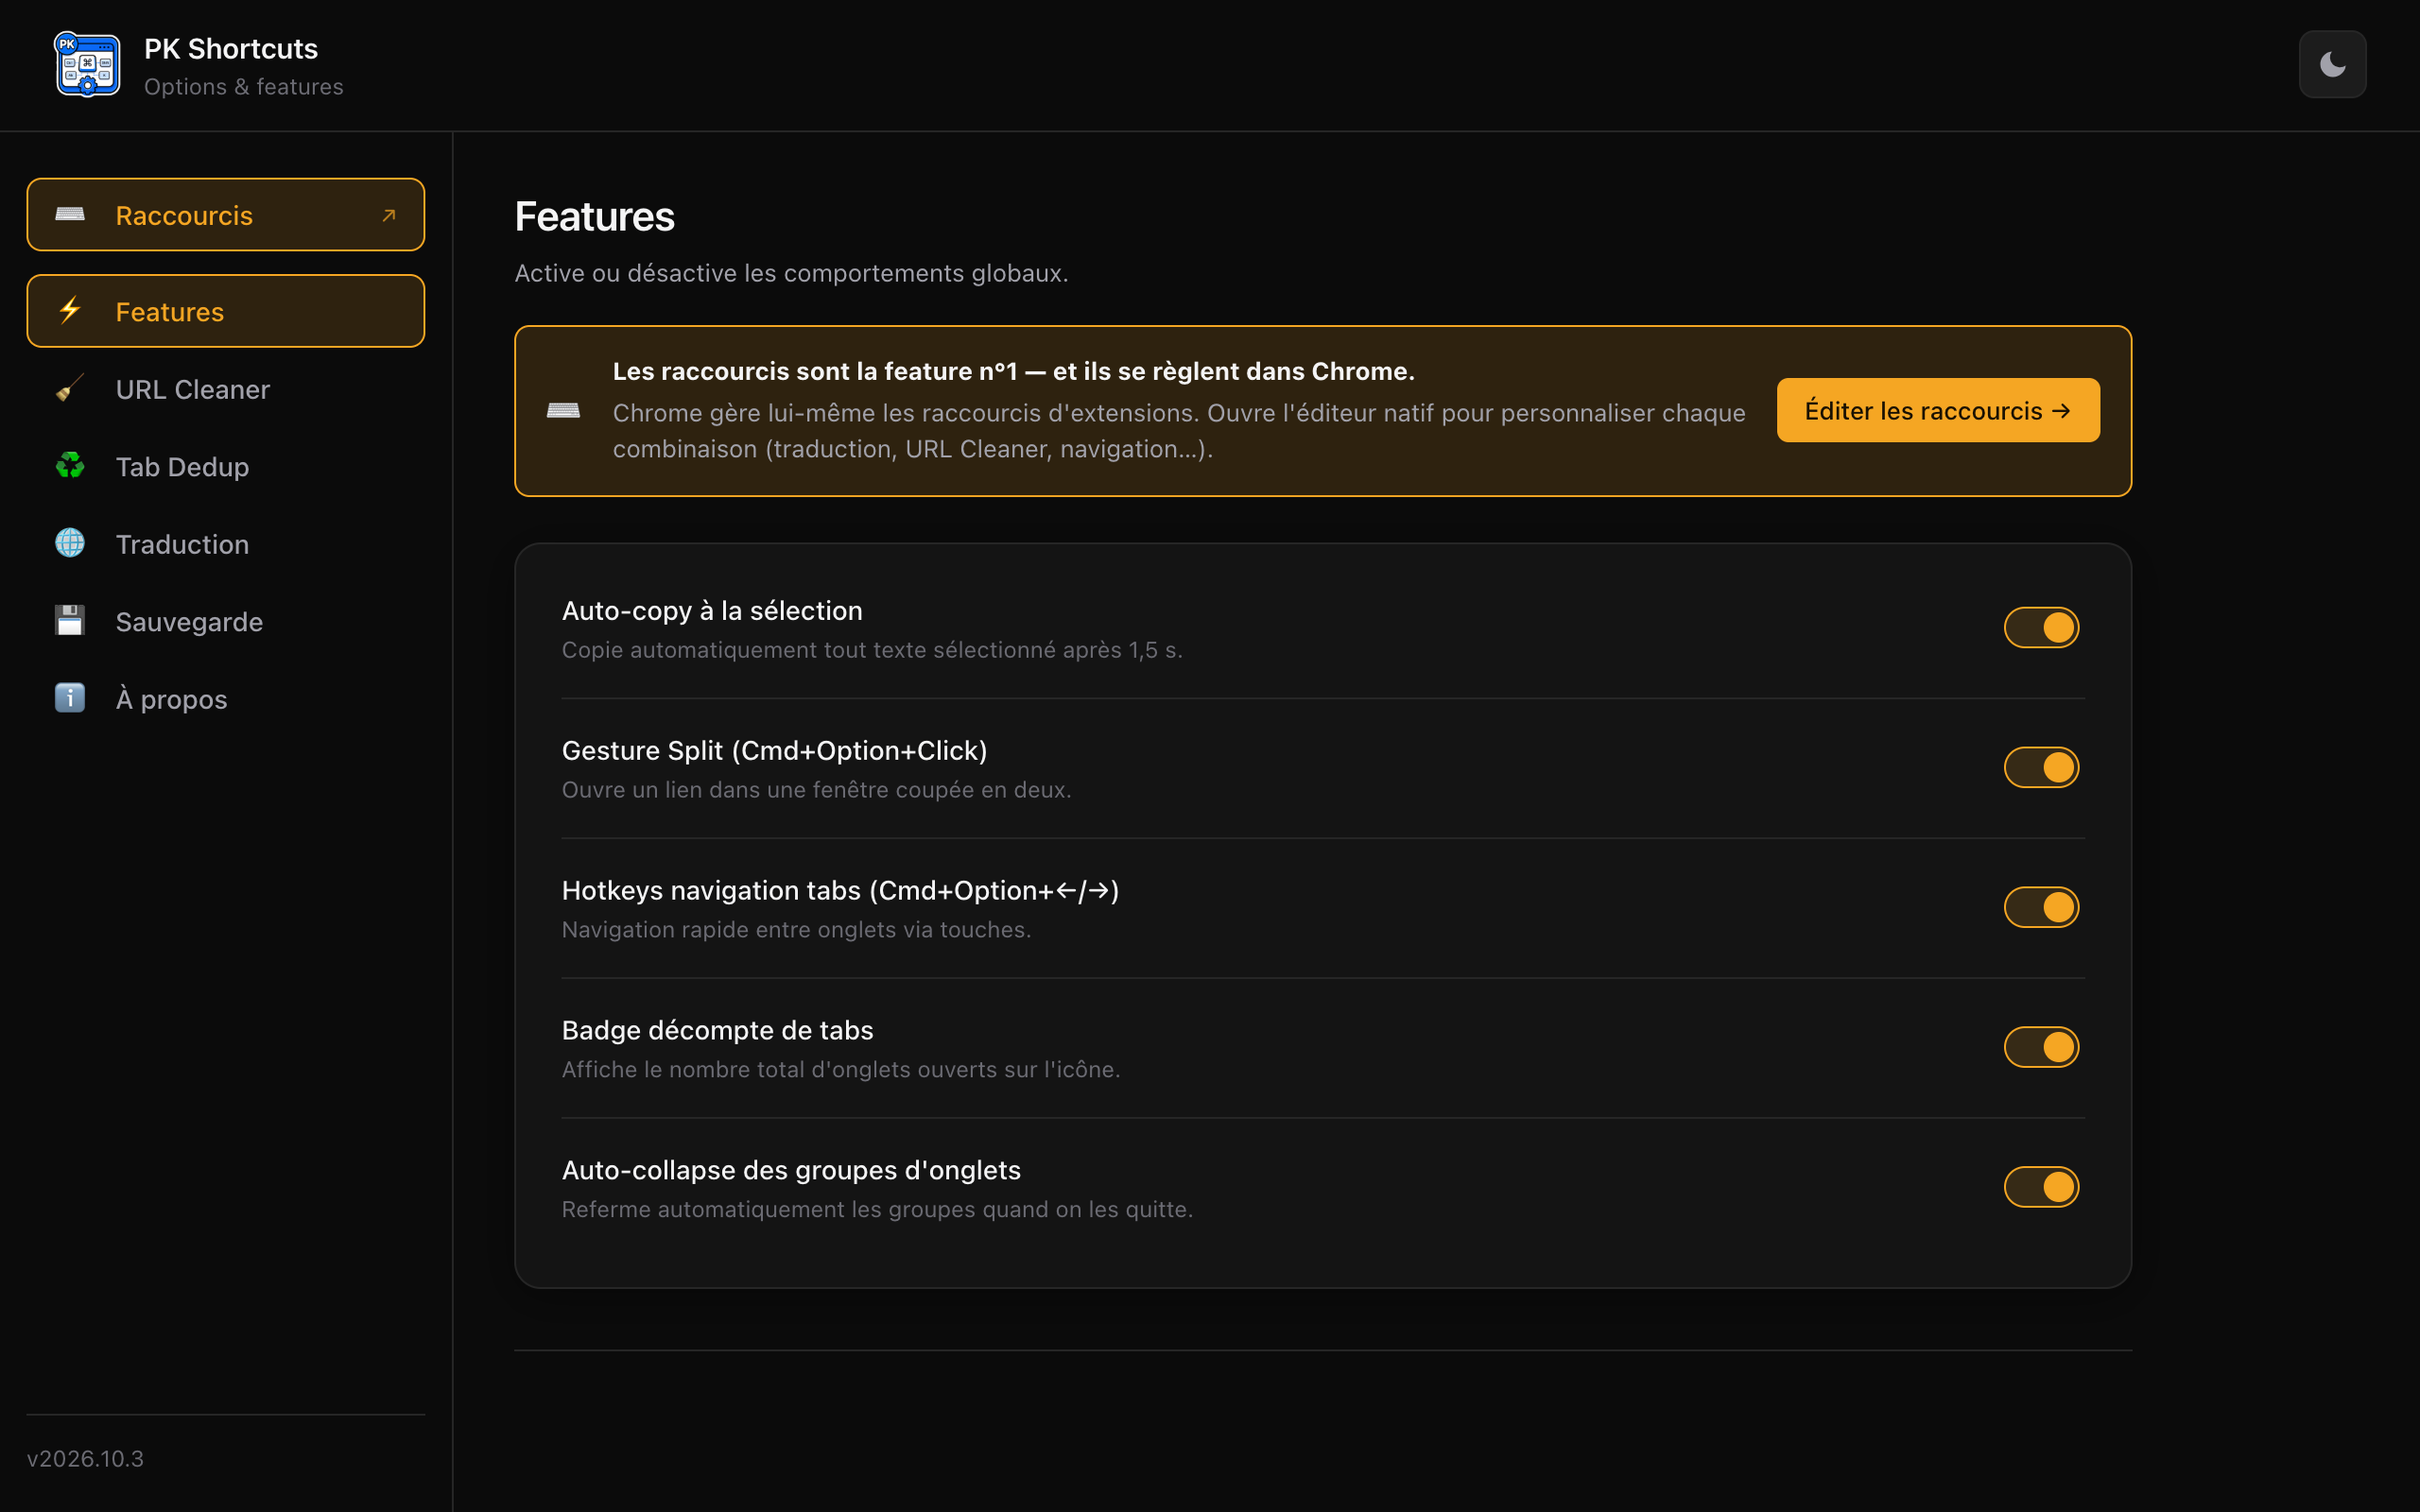 PK
PK Shortcuts
Options & features
Raccourcis ↗
Features
URL Cleaner
Tab Dedup
Traduction
Sauvegarde
À propos
v2026.10.3
Features
Active ou désactive les comportements globaux.
Les raccourcis sont la feature n°1 — et ils se règlent dans Chrome.
Chrome gère lui-même les raccourcis d'extensions. Ouvre l'éditeur natif pour personnaliser chaque
combinaison (traduction, URL Cleaner, navigation…).
Éditer les raccourcis →
Auto-copy à la sélection
Copie automatiquement tout texte sélectionné après 1,5 s.
Gesture Split (Cmd+Option+Click)
Ouvre un lien dans une fenêtre coupée en deux.
Hotkeys navigation tabs (Cmd+Option+←/→)
Navigation rapide entre onglets via touches.
Badge décompte de tabs
Affiche le nombre total d'onglets ouverts sur l'icône.
Auto-collapse des groupes d'onglets
Referme automatiquement les groupes quand on les quitte.